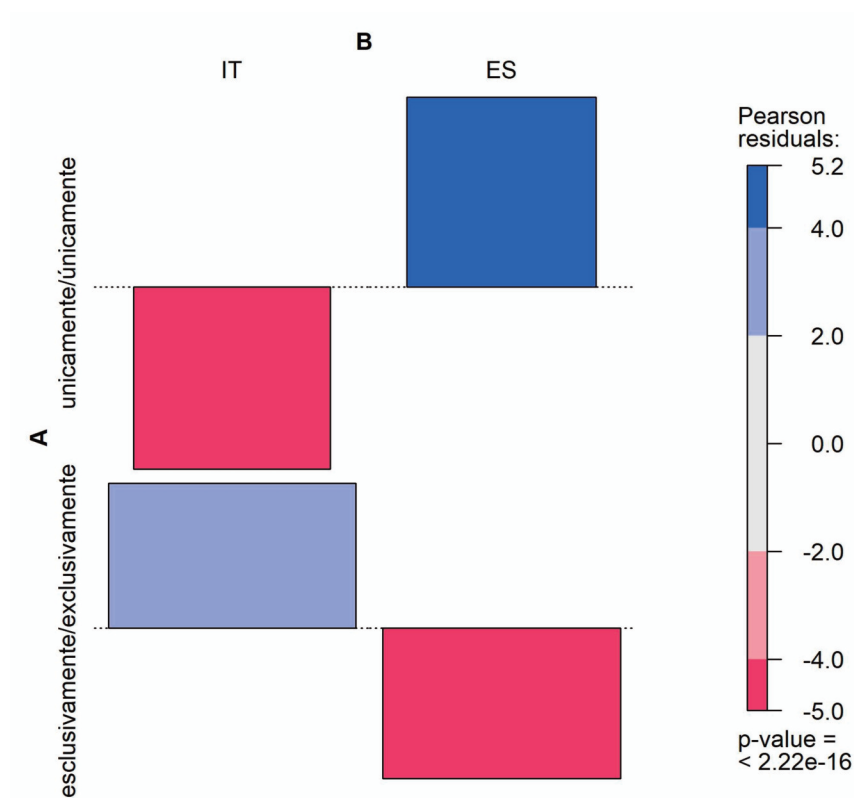 B
IT
ES
A
unicamente/únicamente
esclusivamente/exclusivamente
Pearson
residuals:
5.2
4.0
2.0
0.0
-2.0
-4.0
-5.0
p-value =
< 2.22e-16